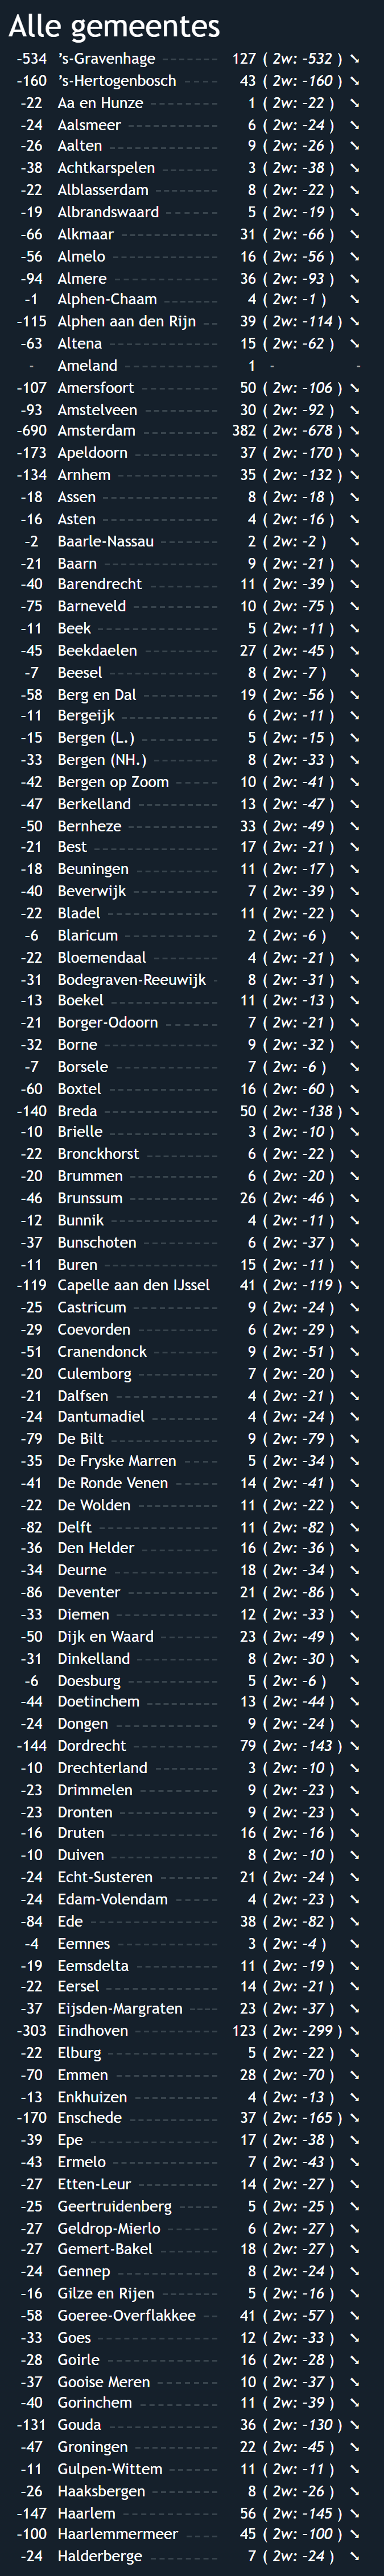 Alle gemeentes
-534 's-Gravenhage 127 ( 2w: -532 ) ➘
-160 's-Hertogenbosch 43 ( 2w: -160 ) ➘
-22 Aa en Hunze 1 ( 2w: -22 ) ➘
-24 Aalsmeer 6 ( 2w: -24 ) ➘
-26 Aalten 9 ( 2w: -26 ) ➘
-38 Achtkarspelen 3 ( 2w: -38 ) ➘
-22 Alblasserdam 8 ( 2w: -22 ) ➘
-19 Albrandswaard 5 ( 2w: -19 ) ➘
-66 Alkmaar 31 ( 2w: -66 ) ➘
-56 Almelo 16 ( 2w: -56 ) ➘
-94 Almere 36 ( 2w: -93 ) ➘
-1 Alphen-Chaam 4 ( 2w: -1 ) ➘
-115 Alphen aan den Rijn 39 ( 2w: -114 ) ➘
-63 Altena 15 ( 2w: -62 ) ➘
- Ameland 1 - -
-107 Amersfoort 50 ( 2w: -106 ) ➘
-93 Amstelveen 30 ( 2w: -92 ) ➘
-690 Amsterdam 382 ( 2w: -678 ) ➘
-173 Apeldoorn 37 ( 2w: -170 ) ➘
-134 Arnhem 35 ( 2w: -132 ) ➘
-18 Assen 8 ( 2w: -18 ) ➘
-16 Asten 4 ( 2w: -16 ) ➘
-2 Baarle-Nassau 2 ( 2w: -2 ) ➘
-21 Baarn 9 ( 2w: -21 ) ➘
-40 Barendrecht 11 ( 2w: -39 ) ➘
-75 Barneveld 10 ( 2w: -75 ) ➘
-11 Beek 5 ( 2w: -11 ) ➘
-45 Beekdaelen 27 ( 2w: -45 ) ➘
-7 Beesel 8 ( 2w: -7 ) ➘
-58 Berg en Dal 19 ( 2w: -56 ) ➘
-11 Bergeijk 6 ( 2w: -11 ) ➘
-15 Bergen (L.) 5 ( 2w: -15 ) ➘
-33 Bergen (NH.) 8 ( 2w: -33 ) ➘
-42 Bergen op Zoom 10 ( 2w: -41 ) ➘
-47 Berkelland 13 ( 2w: -47 ) ➘
-50 Bernheze 33 ( 2w: -49 ) ➘
-21 Best 17 ( 2w: -21 ) ➘
-18 Beuningen 11 ( 2w: -17 ) ➘
-40 Beverwijk 7 ( 2w: -39 ) ➘
-22 Bladel 11 ( 2w: -22 ) ➘
-6 Blaricum 2 ( 2w: -6 ) ➘
-22 Bloemendaal 4 ( 2w: -21 ) ➘
-31 Bodegraven-Reeuwijk 8 ( 2w: -31 ) ➘
-13 Boekel 11 ( 2w: -13 ) ➘
-21 Borger-Odoorn 7 ( 2w: -21 ) ➘
-32 Borne 9 ( 2w: -32 ) ➘
-7 Borsele 7 ( 2w: -6 ) ➘
-60 Boxtel 16 ( 2w: -60 ) ➘
-140 Breda 50 ( 2w: -138 ) ➘
-10 Brielle 3 ( 2w: -10 ) ➘
-22 Bronckhorst 6 ( 2w: -22 ) ➘
-20 Brummen 6 ( 2w: -20 ) ➘
-46 Brunssum 26 ( 2w: -46 ) ➘
-12 Bunnik 4 ( 2w: -11 ) ➘
-37 Bunschoten 6 ( 2w: -37 ) ➘
-11 Buren 15 ( 2w: -11 ) ➘
-119 Capelle aan den IJssel 41 ( 2w: -119 ) ➘
-25 Castricum 9 ( 2w: -24 ) ➘
-29 Coevorden 6 ( 2w: -29 ) ➘
-51 Cranendonck 9 ( 2w: -51 ) ➘
-20 Culemborg 7 ( 2w: -20 ) ➘
-21 Dalfsen 4 ( 2w: -21 ) ➘
-24 Dantumadiel 4 ( 2w: -24 ) ➘
-79 De Bilt 9 ( 2w: -79 ) ➘
-35 De Fryske Marren 5 ( 2w: -34 ) ➘
-41 De Ronde Venen 14 ( 2w: -41 ) ➘
-22 De Wolden 11 ( 2w: -22 ) ➘
-82 Delft 11 ( 2w: -82 ) ➘
-36 Den Helder 16 ( 2w: -36 ) ➘
-34 Deurne 18 ( 2w: -34 ) ➘
-86 Deventer 21 ( 2w: -86 ) ➘
-33 Diemen 12 ( 2w: -33 ) ➘
-50 Dijk en Waard 23 ( 2w: -49 ) ➘
-31 Dinkelland 8 ( 2w: -30 ) ➘
-6 Doesburg 5 ( 2w: -6 ) ➘
-44 Doetinchem 13 ( 2w: -44 ) ➘
-24 Dongen 9 ( 2w: -24 ) ➘
-144 Dordrecht 79 ( 2w: -143 ) ➘
-10 Drechterland 3 ( 2w: -10 ) ➘
-23 Drimmelen 9 ( 2w: -23 ) ➘
-23 Dronten 9 ( 2w: -23 ) ➘
-16 Druten 16 ( 2w: -16 ) ➘
-10 Duiven 8 ( 2w: -10 ) ➘
-24 Echt-Susteren 21 ( 2w: -24 ) ➘
-24 Edam-Volendam 4 ( 2w: -23 ) ➘
-84 Ede 38 ( 2w: -82 ) ➘
-4 Eemnes 3 ( 2w: -4 ) ➘
-19 Eemsdelta 11 ( 2w: -19 ) ➘
-22 Eersel 14 ( 2w: -21 ) ➘
-37 Eijsden-Margraten 23 ( 2w: -37 ) ➘
-303 Eindhoven 123 ( 2w: -299 ) ➘
-22 Elburg 5 ( 2w: -22 ) ➘
-70 Emmen 28 ( 2w: -70 ) ➘
-13 Enkhuizen 4 ( 2w: -13 ) ➘
-170 Enschede 37 ( 2w: -165 ) ➘
-39 Epe 17 ( 2w: -38 ) ➘
-43 Ermelo 7 ( 2w: -43 ) ➘
-27 Etten-Leur 14 ( 2w: -27 ) ➘
-25 Geertruidenberg 5 ( 2w: -25 ) ➘
-27 Geldrop-Mierlo 6 ( 2w: -27 ) ➘
-27 Gemert-Bakel 18 ( 2w: -27 ) ➘
-24 Gennep 8 ( 2w: -24 ) ➘
-16 Gilze en Rijen 5 ( 2w: -16 ) ➘
-58 Goeree-Overflakkee 41 ( 2w: -57 ) ➘
-33 Goes 12 ( 2w: -33 ) ➘
-28 Goirle 16 ( 2w: -28 ) ➘
-37 Gooise Meren 10 ( 2w: -37 ) ➘
-40 Gorinchem 11 ( 2w: -39 ) ➘
-131 Gouda 36 ( 2w: -130 ) ➘
-47 Groningen 22 ( 2w: -45 ) ➘
-11 Gulpen-Wittem 11 ( 2w: -11 ) ➘
-26 Haaksbergen 8 ( 2w: -26 ) ➘
-147 Haarlem 56 ( 2w: -145 ) ➘
-100 Haarlemmermeer 45 ( 2w: -100 ) ➘
-24 Halderberge 7 ( 2w: -24 ) ➘